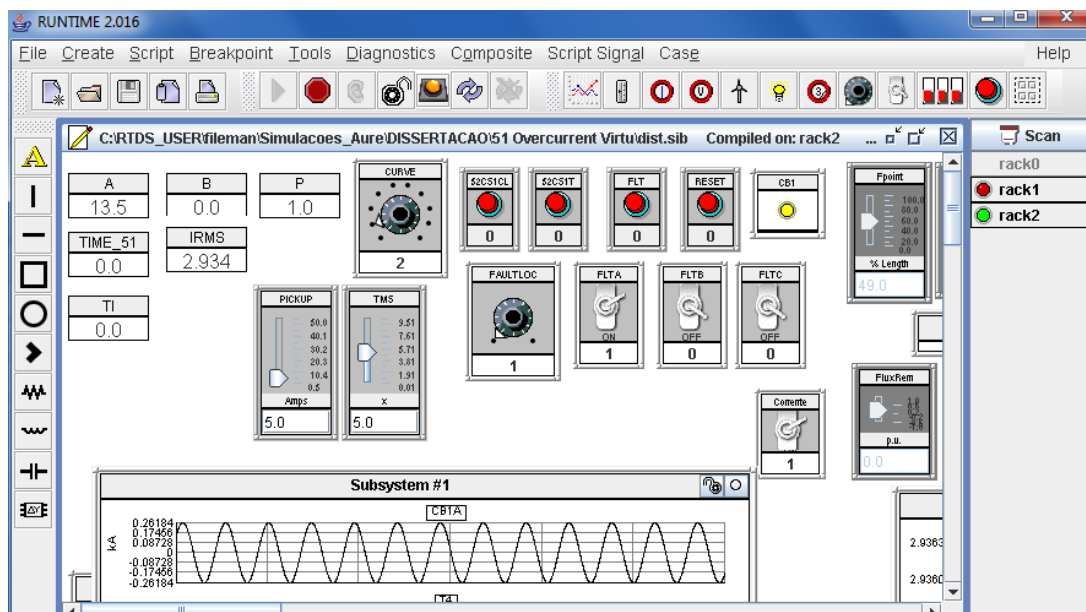 RUNTIME 2.016
File Create Script Breakpoint Tools Diagnostics Composite Script Signal Case Help
C:\RTDS_USER\fileman\Simulacoes_Aure\DISSERTACAO\51 Overcurrent Virtu\dist.sib Compiled on: rack2 ...
Scan
rack0
rack1
rack2
A
13.5
B
0.0
P
1.0
TIME_51
0.0
IRMS
2.934
TI
0.0
CURVE
2
52CS1CL
0
52CS1T
0
FLT
0
RESET
0
CB1
Fpoint
100.0
80.0
60.0
40.0
20.0
0.0
% Length
49.0
PICKUP
50.0
40.1
30.2
20.3
10.4
0.5
Amps
5.0
TMS
9.51
7.61
5.71
3.81
1.91
0.01
x
5.0
FAULTLOC
1
FLTA
ON
1
FLTB
OFF
0
FLTC
OFF
0
Corrente
1
FluxRem
p.u.
0.0
Subsystem #1
CB1A
kA
0.26184
0.17456
0.08728
0
-0.08728
-0.17456
-0.26184
T4
2.9363
2.9360